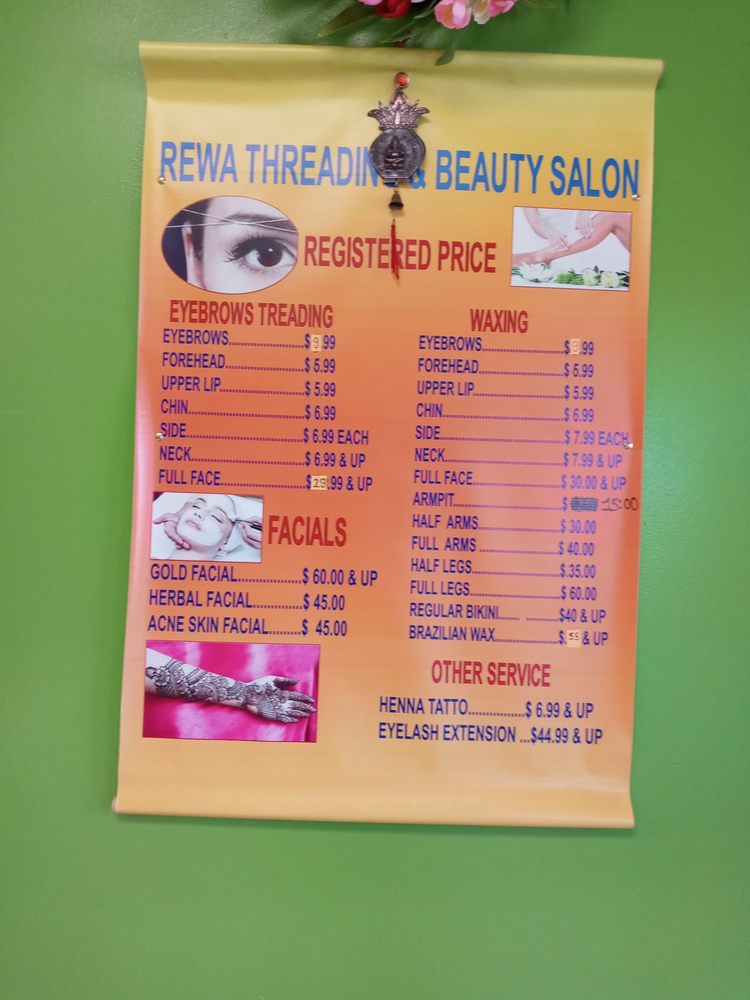 REWA THREADING & BEAUTY SALON
REGISTERED PRICE
EYEBROWS TREADING
EYEBROWS..........................$9.99
FOREHEAD..........................$ 5.99
UPPER LIP............................$ 5.99
CHIN.......................................$ 6.99
SIDE.......................................$ 6.99 EACH
NECK.....................................$ 6.99 & UP
FULL FACE............................$29.99 & UP
FACIALS
GOLD FACIAL................$ 60.00 & UP
HERBAL FACIAL..............$ 45.00
ACNE SKIN FACIAL.........$ 45.00
WAXING
EYEBROWS............................$ .99
FOREHEAD............................$ 5.99
UPPER LIP..............................$ 5.99
CHIN.........................................$ 6.99
SIDE.........................................$ 7.99 EACH
NECK.......................................$ 7.99 & UP
FULL FACE..............................$ 30.00 & UP
ARMPIT....................................$ 15:00
HALF ARMS...........................$ 30.00
FULL ARMS ...........................$ 40.00
HALF LEGS.............................$ 35.00
FULL LEGS..............................$ 60.00
REGULAR BIKINI...... ..........$40 & UP
BRAZILIAN WAX.....................$.55 & UP
OTHER SERVICE
HENNA TATTO................$ 6.99 & UP
EYELASH EXTENSION ...$44.99 & UP